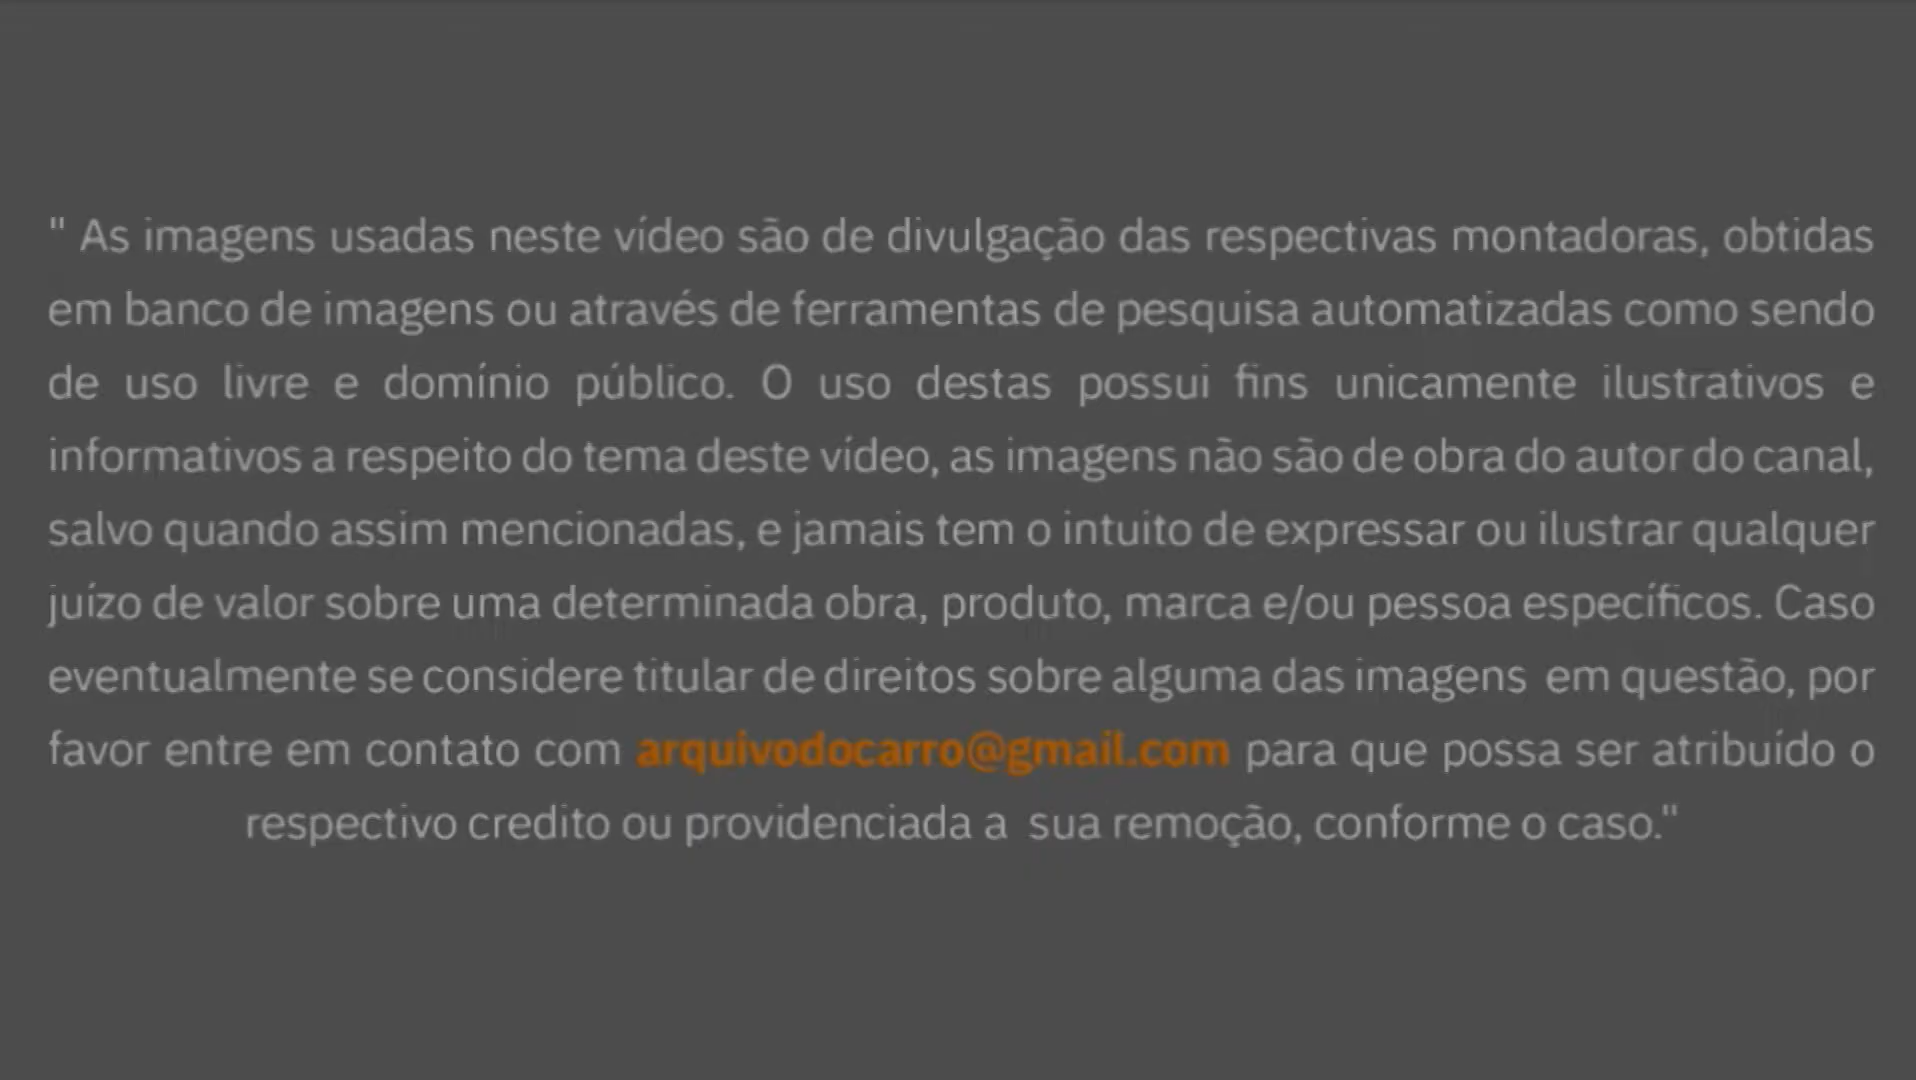 " As imagens usadas neste vídeo são de divulgação das respectivas montadoras, obtidas
em banco de imagens ou através de ferramentas de pesquisa automatizadas como sendo
de uso livre e domínio público. O uso destas possui fins unicamente ilustrativos e
informativos a respeito do tema deste vídeo, as imagens não são de obra do autor do canal,
salvo quando assim mencionadas, e jamais tem o intuito de expressar ou ilustrar qualquer
juízo de valor sobre uma determinada obra, produto, marca e/ou pessoa específicos. Caso
eventualmente se considere titular de direitos sobre alguma das imagens em questão, por
favor entre em contato com arquivodocarro@gmail.com para que possa ser atribuído o
respectivo credito ou providenciada a sua remoção, conforme o caso."